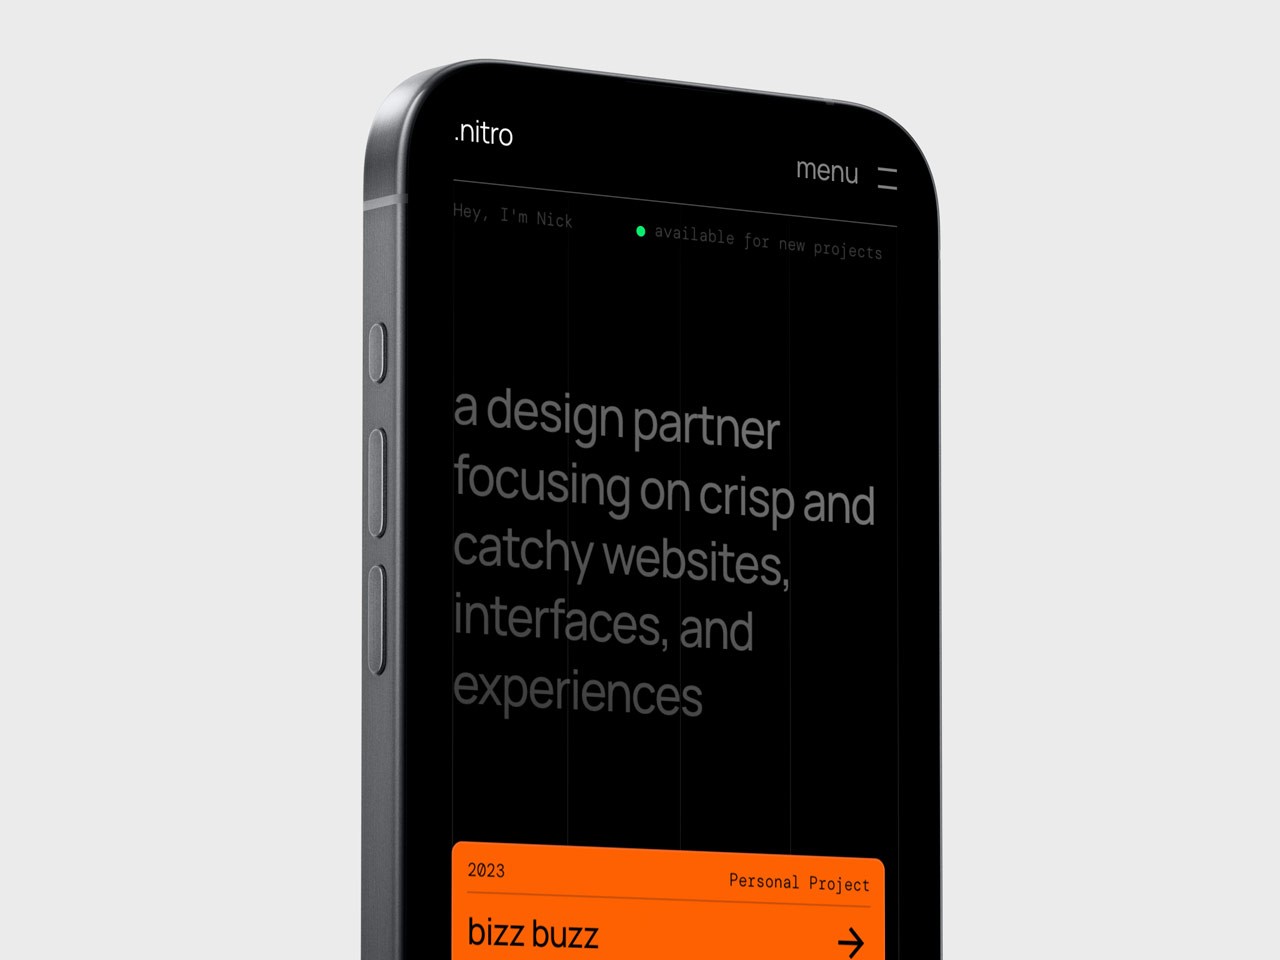 .nitro
menu
Hey, I'm Nick
available for new projects
a design partner
focusing on crisp and
catchy websites,
interfaces, and
experiences
2023
Personal Project
bizz buzz